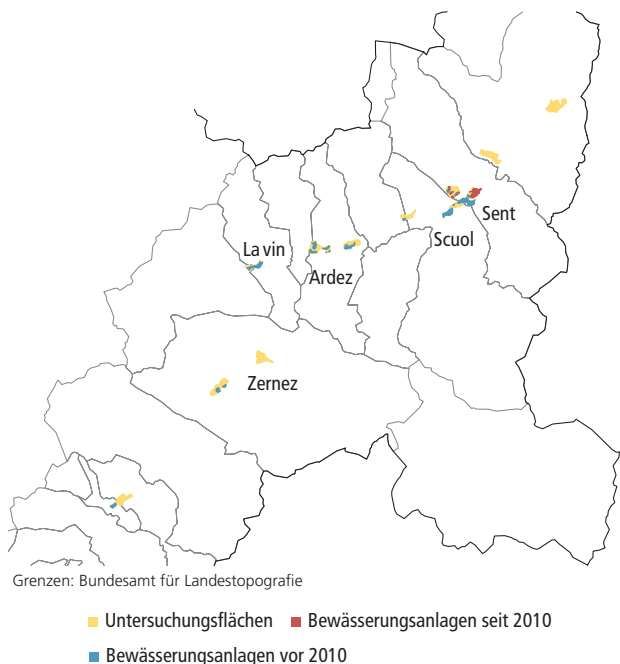 Sent
Scuol
La vin
Ardez
Zernez
Grenzen: Bundesamt für Landestopografie
Untersuchungsflächen Bewässerungsanlagen seit 2010
Bewässerungsanlagen vor 2010